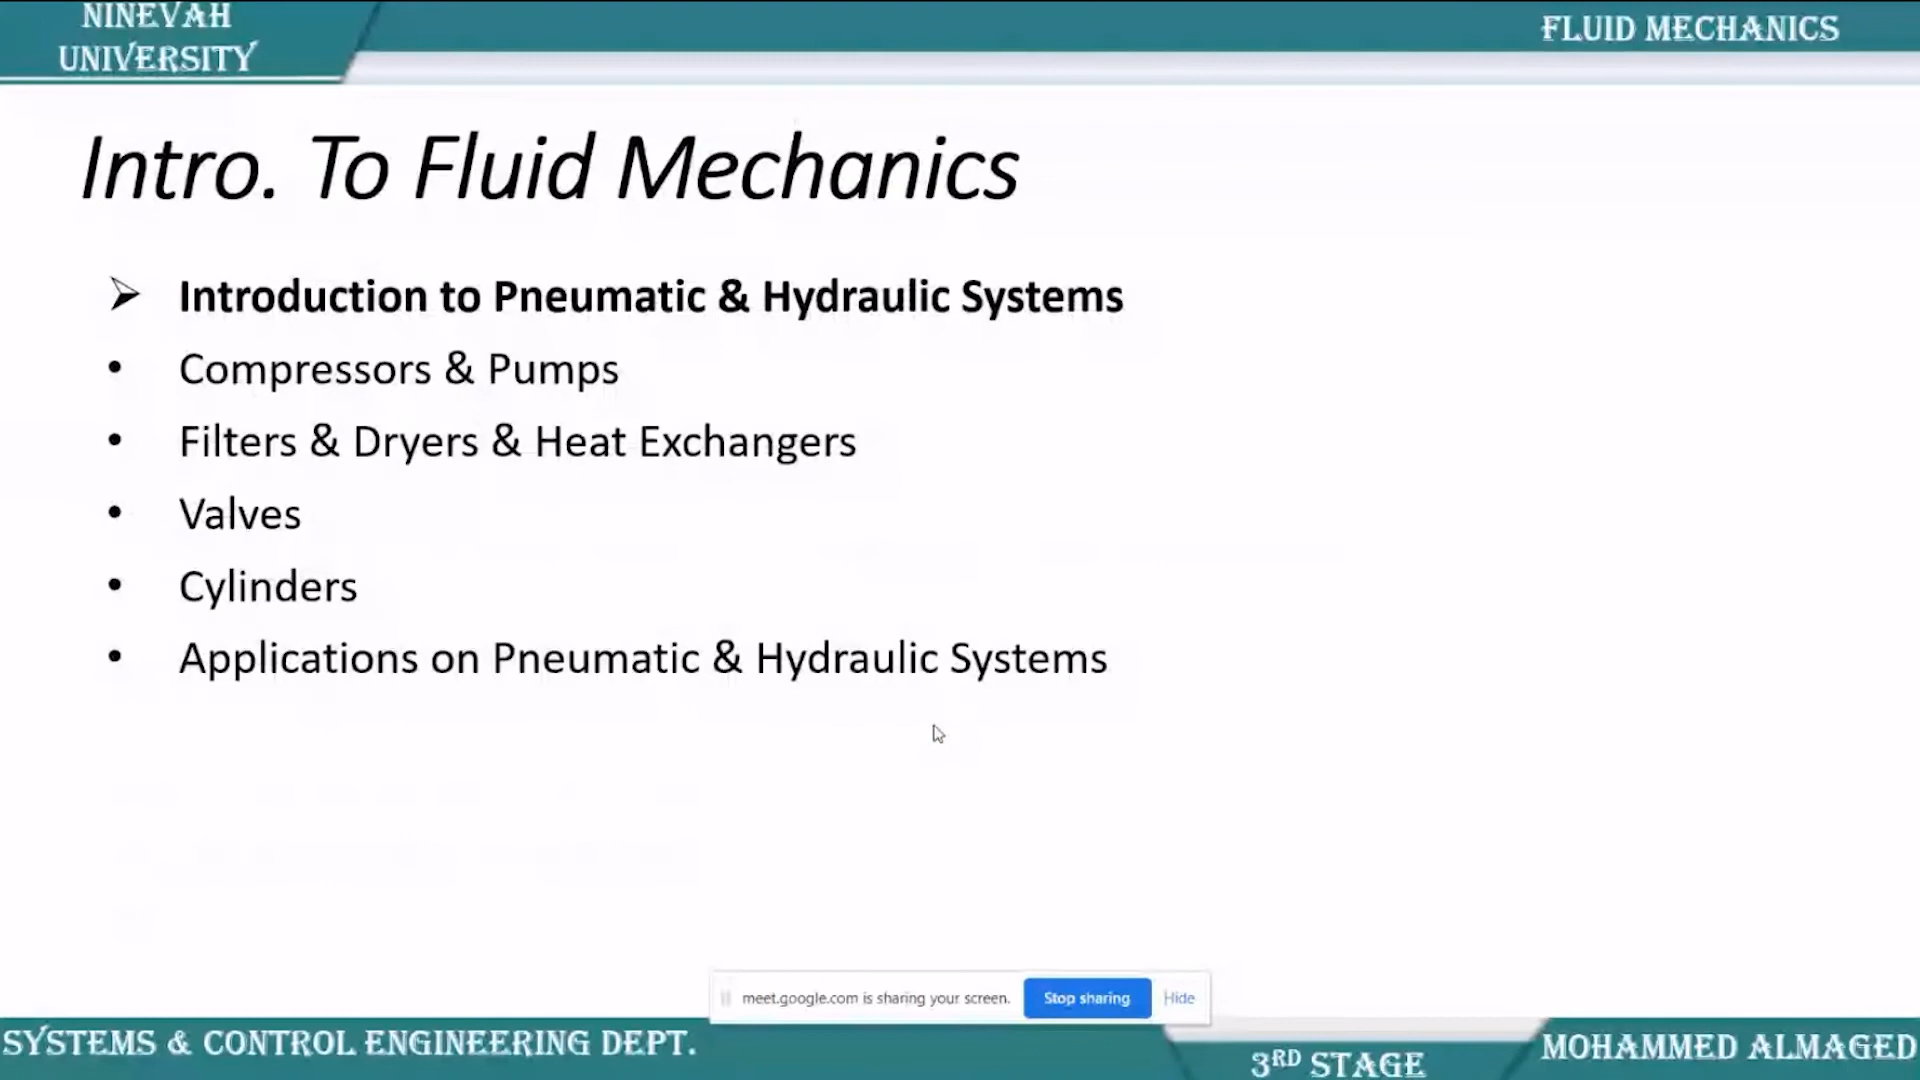 NINEVAH
UNIVERSITY
FLUID MECHANICS
Intro. To Fluid Mechanics
➢ Introduction to Pneumatic & Hydraulic Systems
• Compressors & Pumps
• Filters & Dryers & Heat Exchangers
• Valves
• Cylinders
• Applications on Pneumatic & Hydraulic Systems
meet.google.com is sharing your screen. Stop sharing Hide
SYSTEMS & CONTROL ENGINEERING DEPT.
3RD STAGE
MOHAMMED ALMAGED